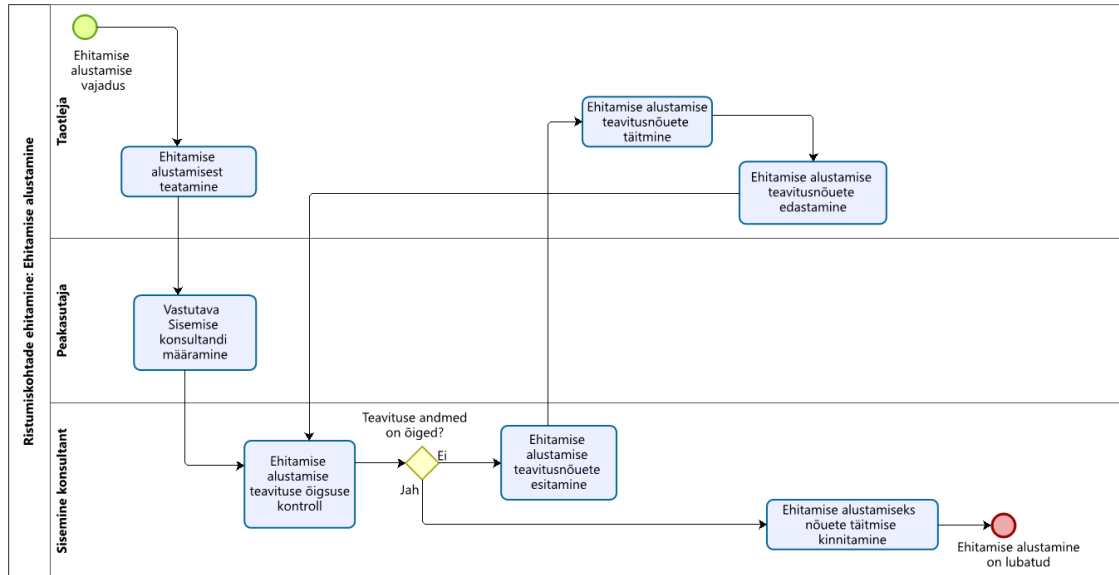 Ristumiskohtade ehitamine: Ehitamise alustamine
Taotleja
Ehitamise
alustamise
vajadus
Ehitamise
alustamisest
teatamine
Ehitamise alustamise
teavitusnõuete
täitmine
Ehitamise alustamise
teavitusnõuete
edastamine
Peakasutaja
Vastutava
Sisemise
konsultandi
määramine
Sisemine konsultant
Ehitamise
alustamise
teavituse õigsuse
kontroll
Teavituse andmed
on õiged?
Ei
Jah
Ehitamise
alustamise
teavitusnõuete
esitamine
Ehitamise alustamiseks
nõuete täitmise
kinnitamine
Ehitamise alustamine
on lubatud